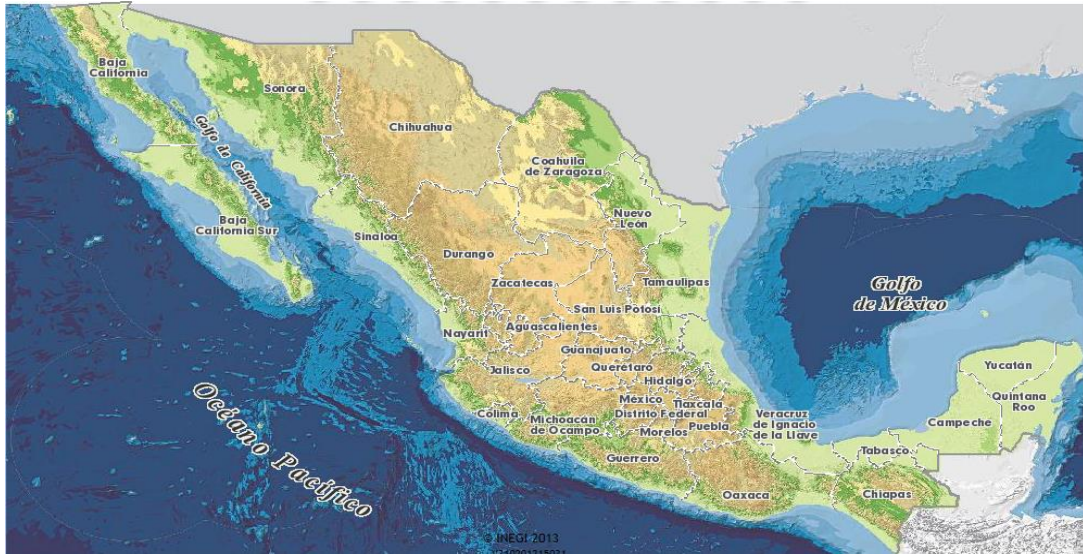 Baja
California
Sonora
Chihuahua
Golfo de California
Coahuila
de Zaragoza
Nuevo
León
Baja
California Sur
Sinaloa
Durango
Zacatecas
Tamaulipas
Golfo
de México
San Luis Potosí
Nayarit
Aguascalientes
Guanajuato
Querétaro
Jalisco
Hidalgo
Yucatán
Quintana
Roo
México
Tlaxcala
Colima
Michoacán
de Ocampo
Distrito Federal
Puebla
Morelos
Veracruz
de Ignacio
de la Llave
Campeche
Tabasco
Océano Pacífico
Guerrero
Oaxaca
Chiapas
© INEGI 2013